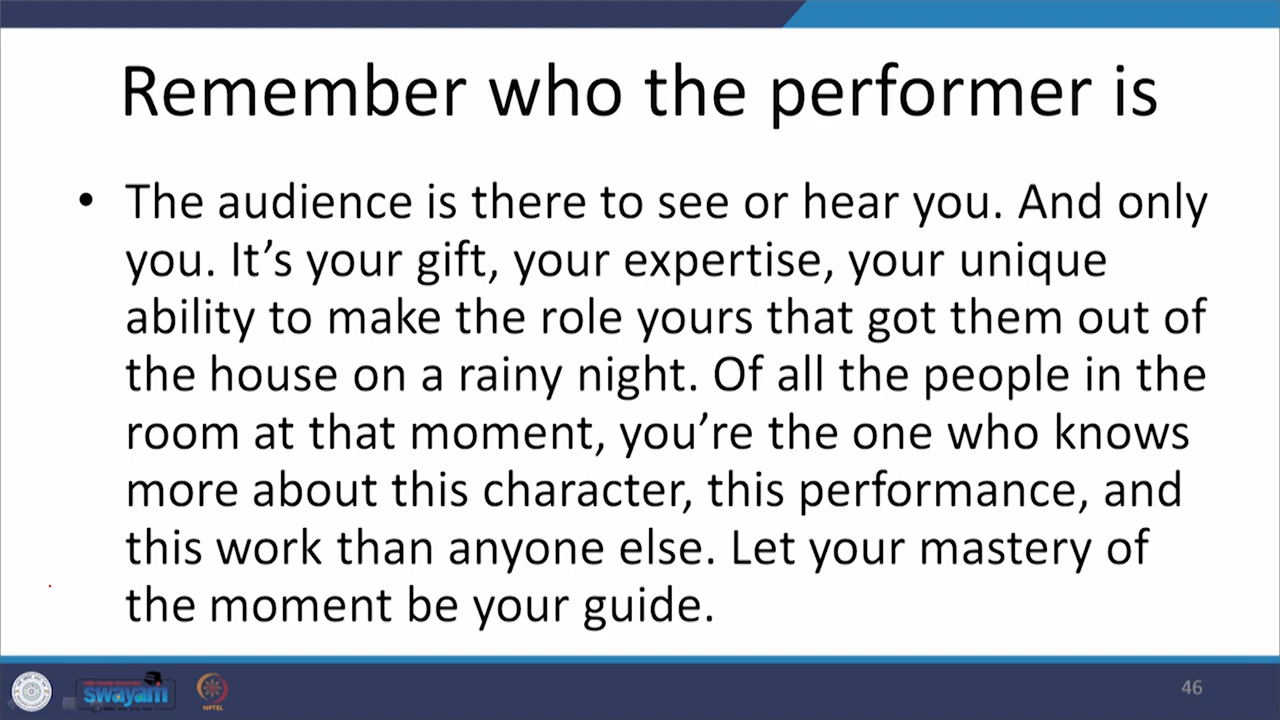 Remember who the performer is
• The audience is there to see or hear you. And only
you. It’s your gift, your expertise, your unique
ability to make the role yours that got them out of
the house on a rainy night. Of all the people in the
room at that moment, you’re the one who knows
more about this character, this performance, and
this work than anyone else. Let your mastery of
the moment be your guide.
swayam
NPTEL
46